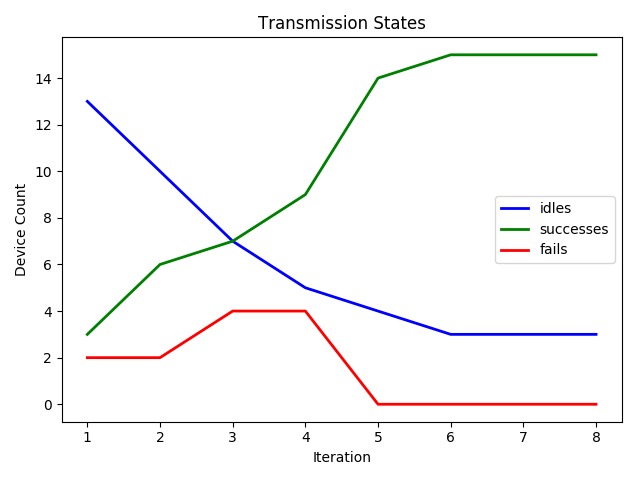 Transmission States
Device Count
14
12
10
8
6
4
2
0
idles
successes
fails
1 2 3 4 5 6 7 8
Iteration